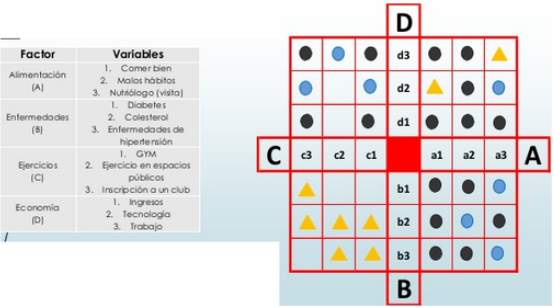 Factor Variables
Alimentación (A)
1. Comer bien
2. Malos hábitos
3. Nutriólogo (visita)
Enfermedades (B)
1. Diabetes
2. Colesterol
3. Enfermedades de hipertensión
Ejercicios (C)
1. GYM
2. Ejercicio en espacios públicos
3. Inscripción a un club
Economía (D)
1. Ingresos
2. Tecnología
3. Trabajo
/
D
d3
d2
d1
C c3 c2 c1 a1 a2 a3 A
b1
b2
b3
B